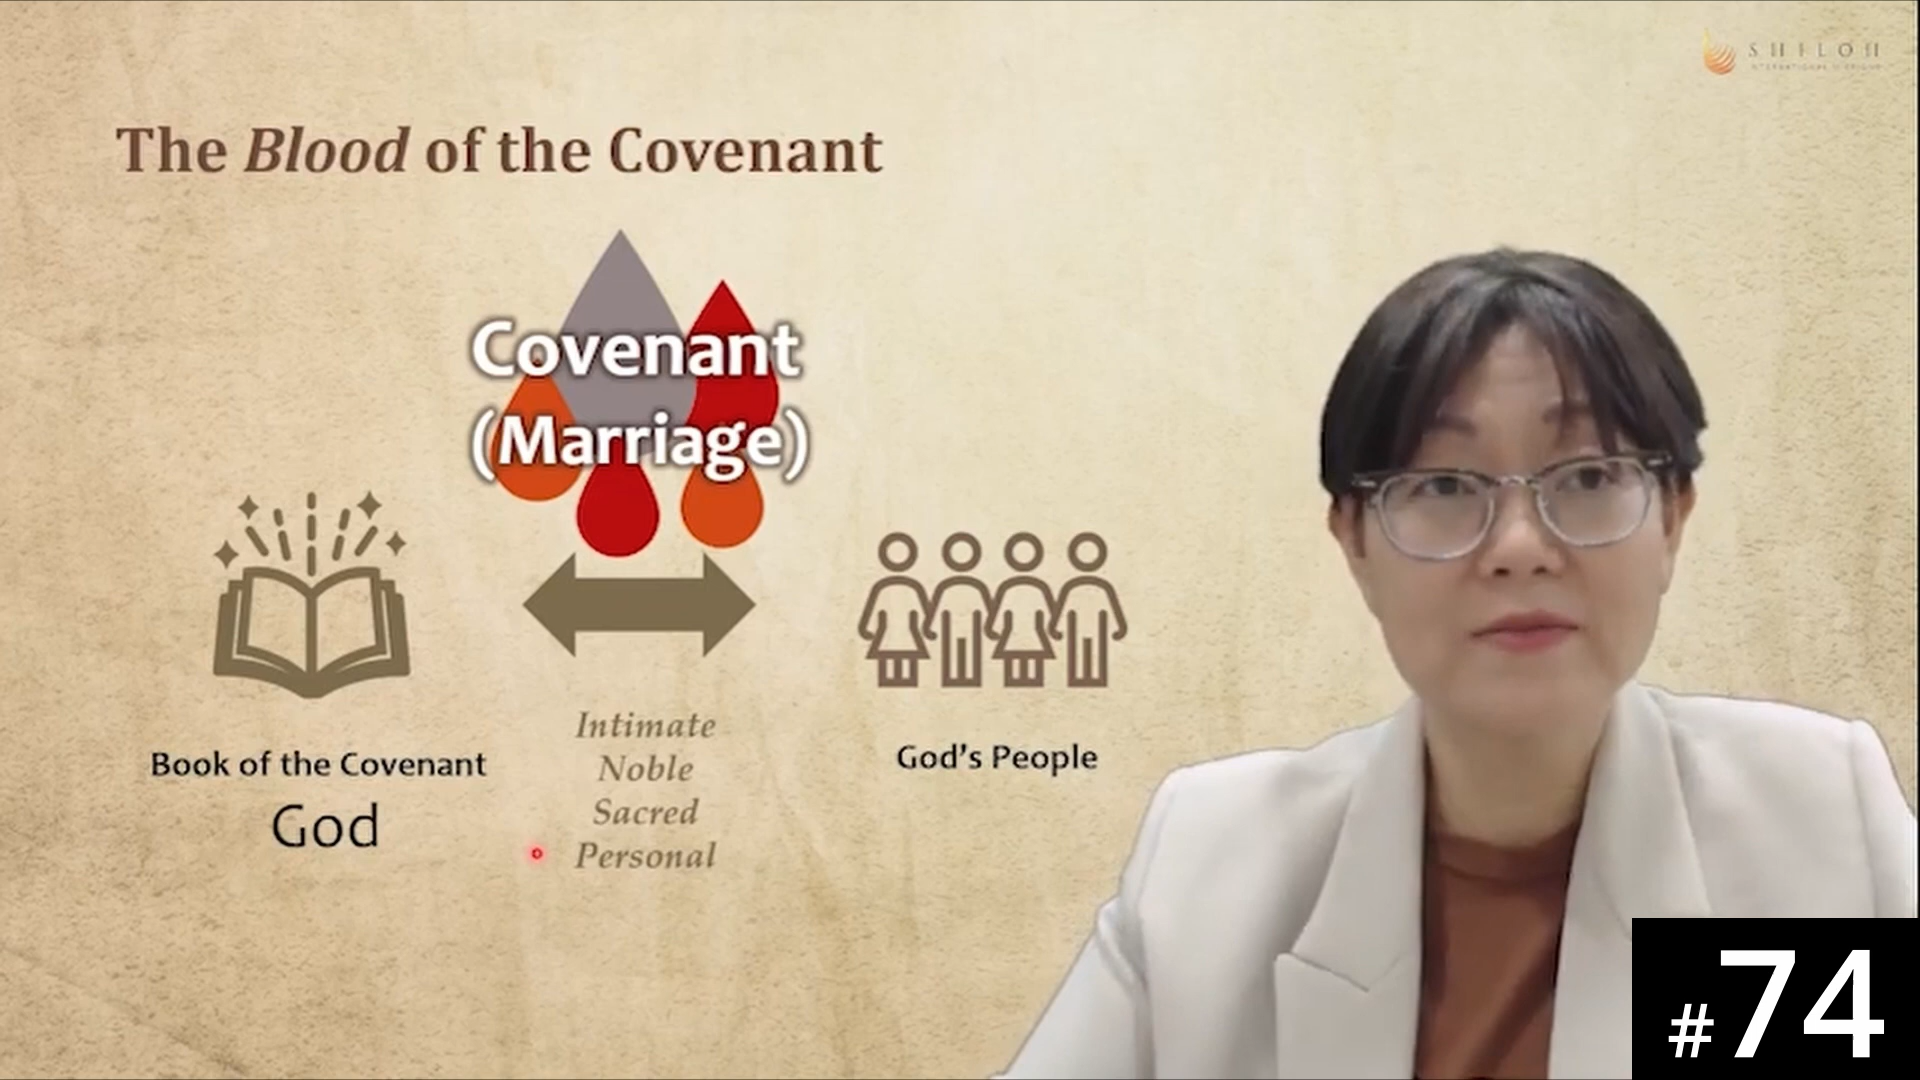 SHILOH
The Blood of the Covenant
Covenant
(Marriage)
Book of the Covenant
God
Intimate
Noble
Sacred
Personal
God's People
#74